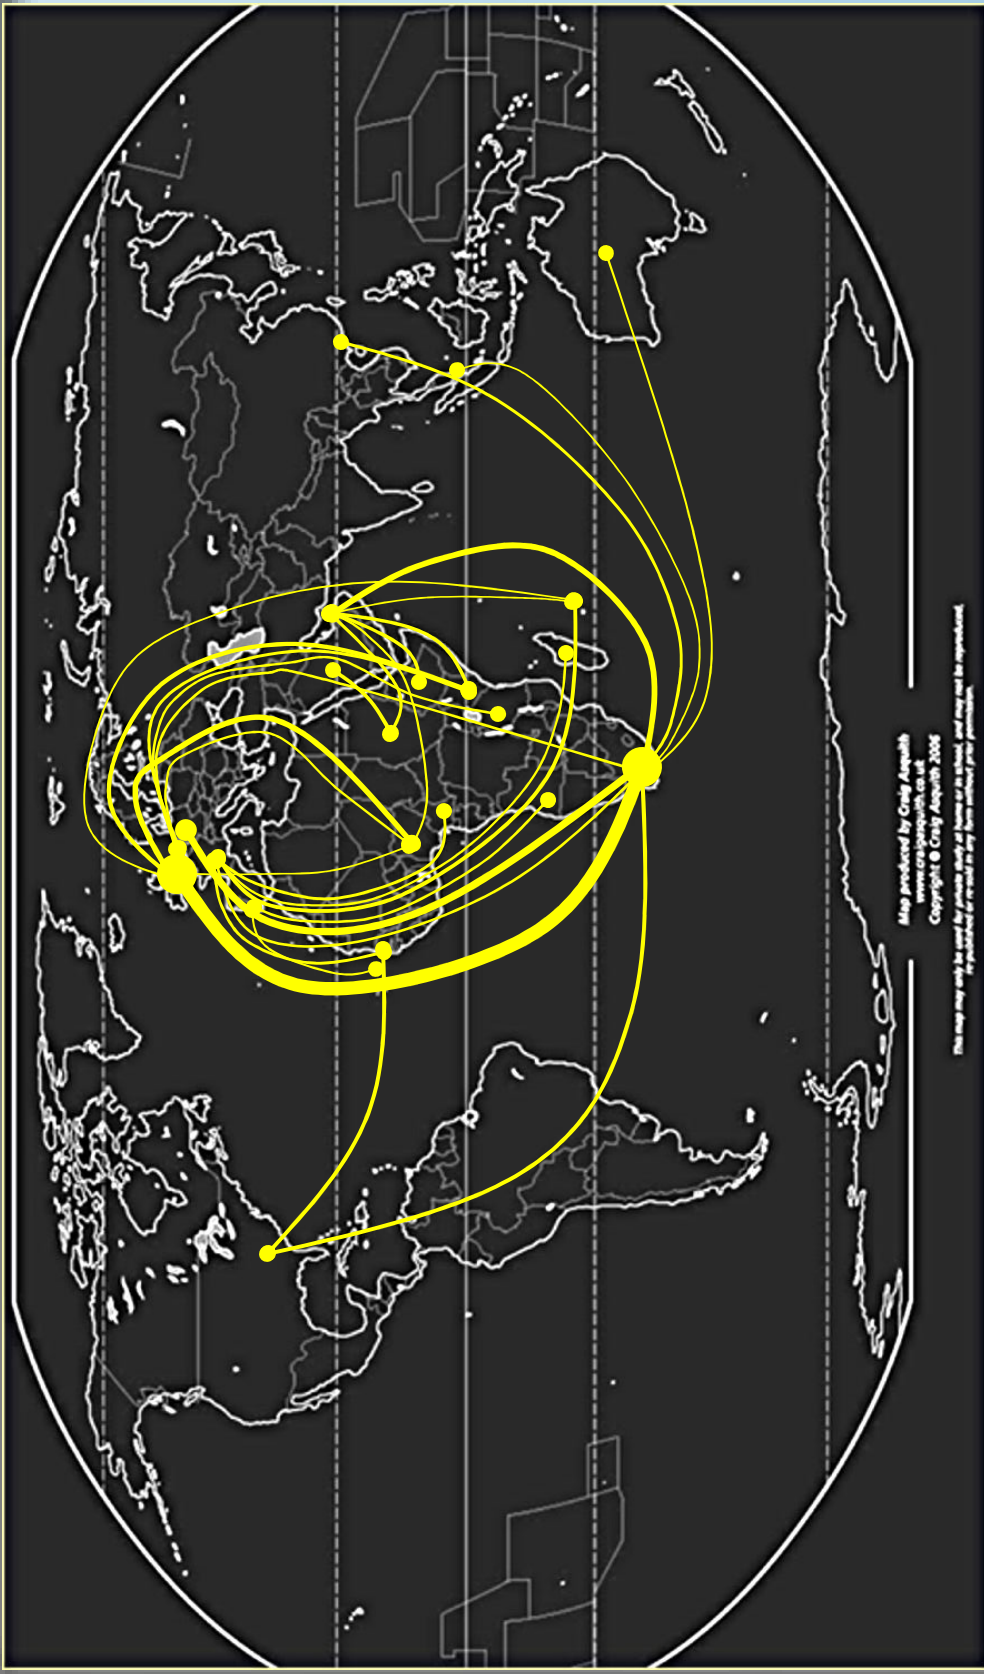 Map produced by Craig Asquith
www.craigasquith.co.uk
Copyright © Craig Asquith 2006
This map may only be used for private study at home or in school, and may not be reproduced,
re-published or re-sold in any form without prior permission.